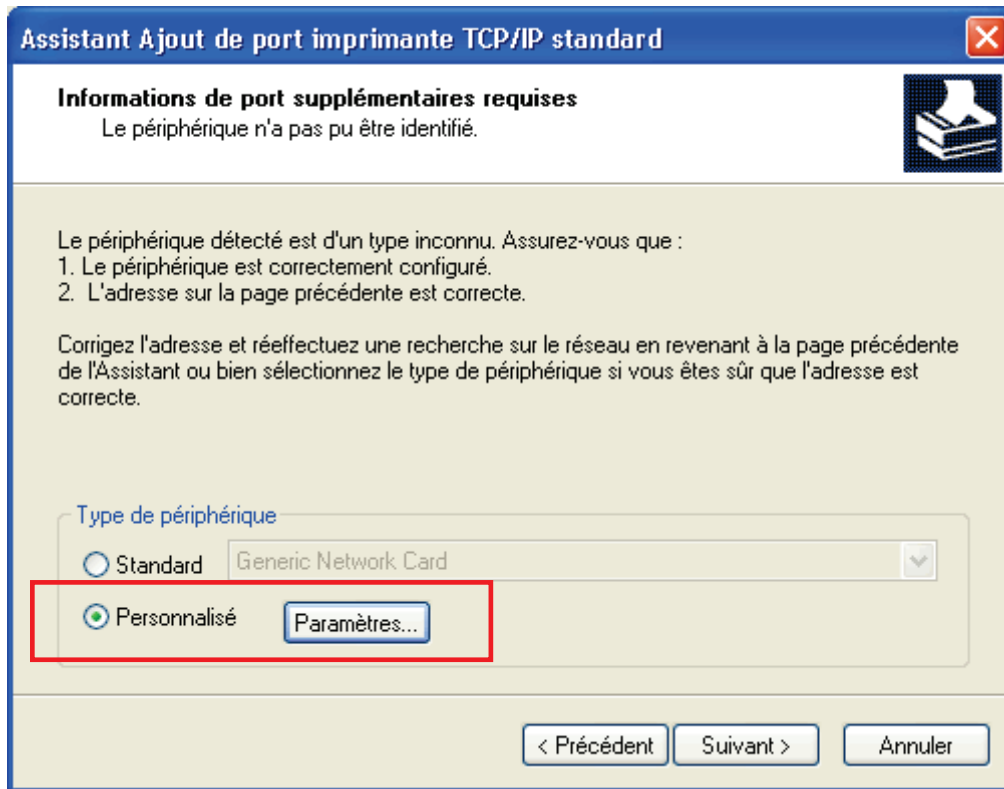 Assistant Ajout de port imprimante TCP/IP standard
Informations de port supplémentaires requises
Le périphérique n'a pas pu être identifié.
Le périphérique détecté est d'un type inconnu. Assurez-vous que :
1. Le périphérique est correctement configuré.
2. L'adresse sur la page précédente est correcte.
Corrigez l'adresse et réeffectuez une recherche sur le réseau en revenant à la page précédente
de l'Assistant ou bien sélectionnez le type de périphérique si vous êtes sûr que l'adresse est
correcte.
Type de périphérique
Standard Generic Network Card
Personnalisé Paramètres...
< Précédent Suivant > Annuler